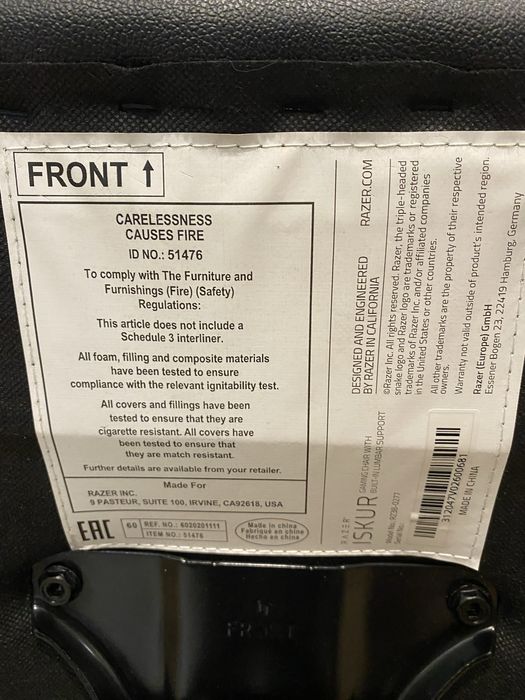 FRONT ↑
CARELESSNESS
CAUSES FIRE
ID NO.: 51476
To comply with The Furniture and
Furnishings (Fire) (Safety)
Regulations:
This article does not include a
Schedule 3 interliner.
All foam, filling and composite materials
have been tested to ensure
compliance with the relevant ignitability test.
All covers and fillings have been
tested to ensure that they are
cigarette resistant. All covers have
been tested to ensure that
they are match resistant.
Further details are available from your retailer.
Made For
RAZER INC.
9 PASTEUR, SUITE 100, IRVINE, CA92618, USA
EAC
60
REF. NO.: 6020201111
ITEM NO.: 51476
Made in china
Fabriqué en chine
Hecho en china
RAZER
ISKUR GAMING CHAIR WITH
BUILT-IN LUMBAR SUPPORT
Model No.: RZ38-0277
Serial No.:
312047V02600681
MADE IN CHINA
DESIGNED AND ENGINEERED
BY RAZER IN CALIFORNIA
RAZER.COM
©Razer Inc. All rights reserved. Razer, the triple-headed
snake logo and Razer logo are trademarks or registered
trademarks of Razer Inc. and/or affiliated companies
in the United States or other countries.
All other trademarks are the property of their respective
owners.
Warranty not valid outside of product's intended region.
Razer (Europe) GmbH
Essener Bogen 23, 22419 Hamburg, Germany
FRONT